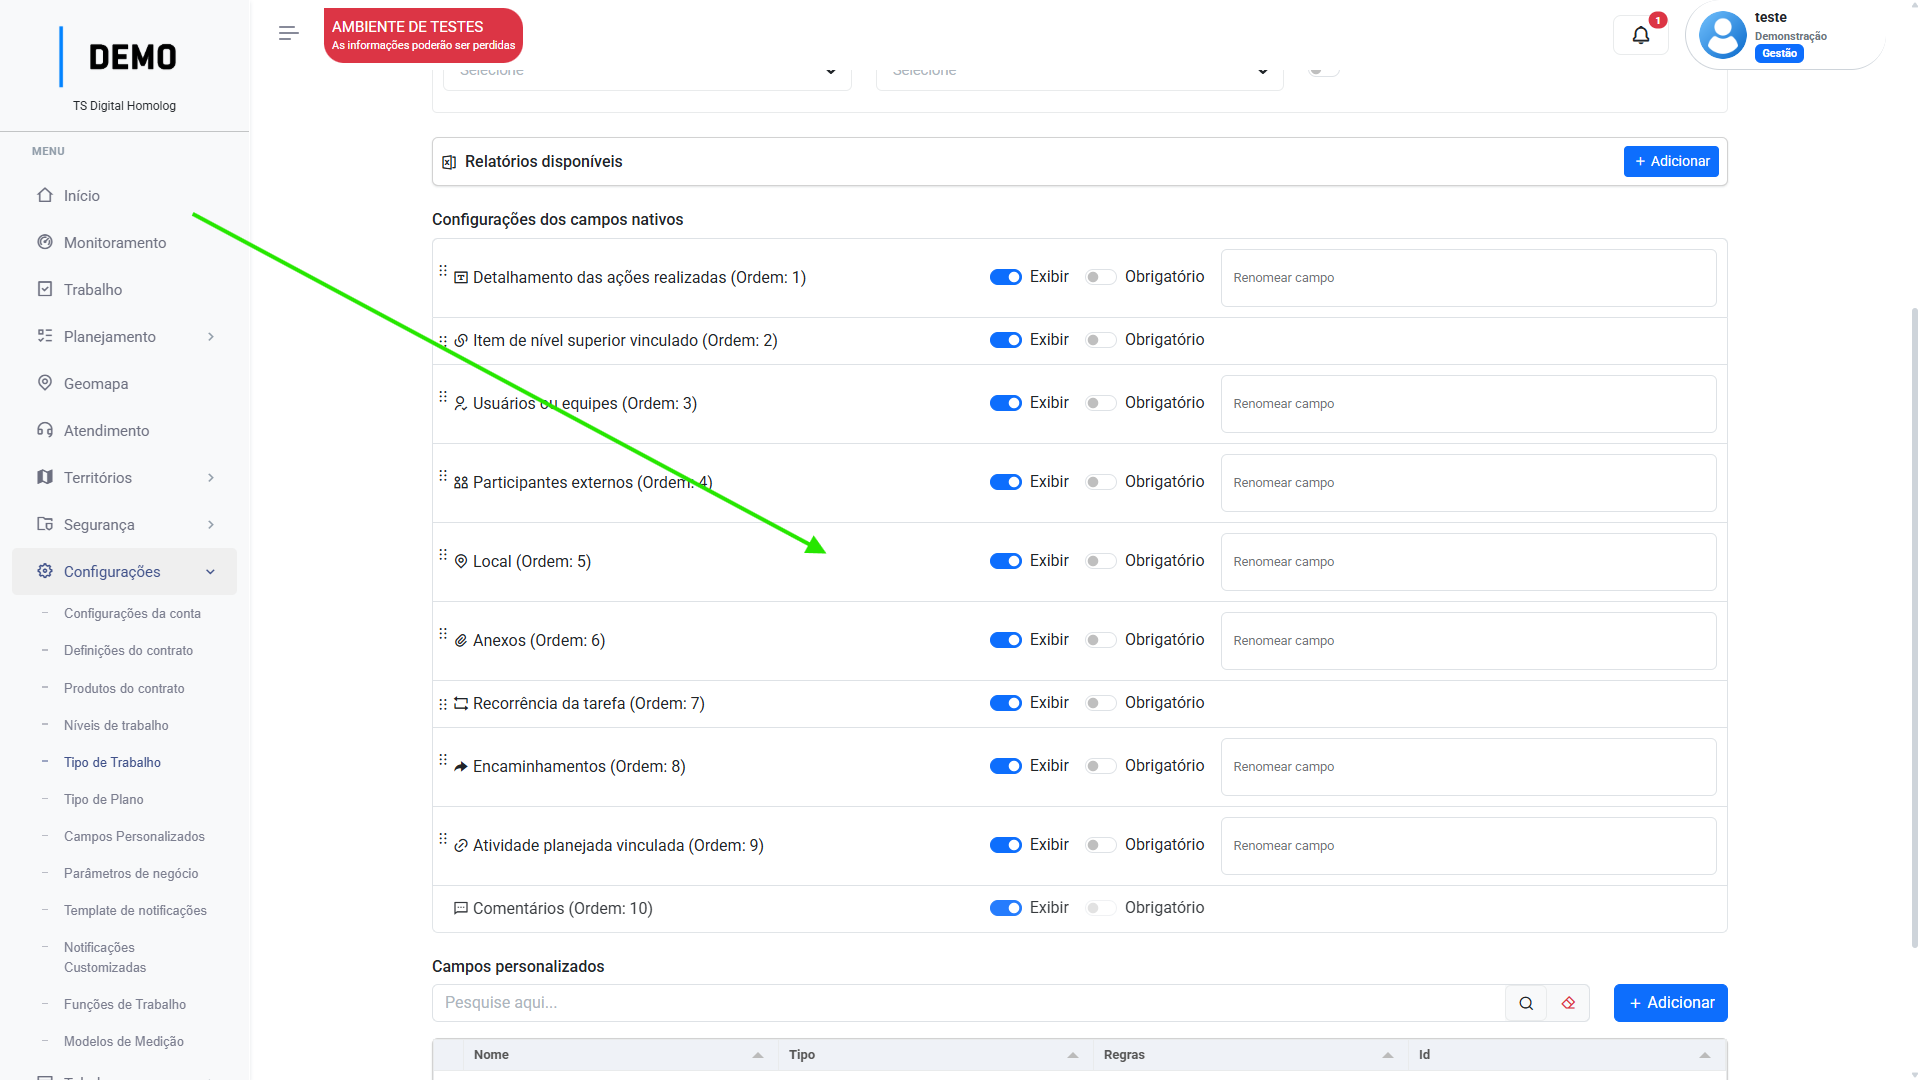 DEMO
TS Digital Homolog
MENU
Início
Monitoramento
Trabalho
Planejamento
Geomapa
Atendimento
Territórios
Segurança
Configurações
Configurações da conta
Definições do contrato
Produtos do contrato
Níveis de trabalho
Tipo de Trabalho
Tipo de Plano
Campos Personalizados
Parâmetros de negócio
Template de notificações
Notificações
Customizadas
Funções de Trabalho
Modelos de Medição
AMBIENTE DE TESTES
As informações poderão ser perdidas
1
teste
Demonstração
Gestão
Selecione
Selecione
Relatórios disponíveis
+ Adicionar
Configurações dos campos nativos
Detalhamento das ações realizadas (Ordem: 1) Exibir Obrigatório Renomear campo
Item de nível superior vinculado (Ordem: 2) Exibir Obrigatório
Usuários ou equipes (Ordem: 3) Exibir Obrigatório Renomear campo
Participantes externos (Ordem: 4) Exibir Obrigatório Renomear campo
Local (Ordem: 5) Exibir Obrigatório Renomear campo
Anexos (Ordem: 6) Exibir Obrigatório Renomear campo
Recorrência da tarefa (Ordem: 7) Exibir Obrigatório
Encaminhamentos (Ordem: 8) Exibir Obrigatório Renomear campo
Atividade planejada vinculada (Ordem: 9) Exibir Obrigatório Renomear campo
Comentários (Ordem: 10) Exibir Obrigatório
Campos personalizados
Pesquise aqui...
+ Adicionar
Nome Tipo Regras Id